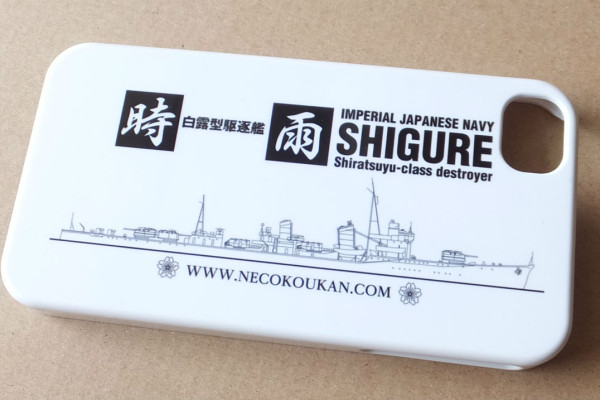 時 白露型駆逐艦 雨
IMPERIAL JAPANESE NAVY
SHIGURE
Shiratsuyu-class destroyer
WWW.NECOKOUKAN.COM